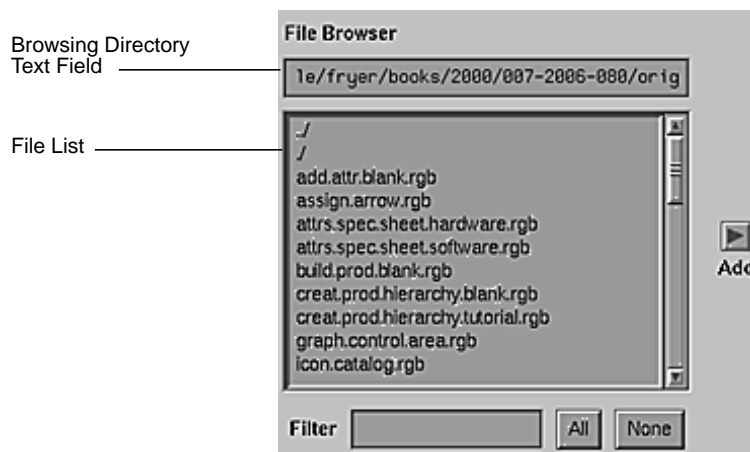 File Browser
Browsing Directory
Text Field
le/fryer/books/2000/007-2006-080/orig
File List
../
./
add.attr.blank.rgb
assign.arrow.rgb
attrs.spec.sheet.hardware.rgb
attrs.spec.sheet.software.rgb
build.prod.blank.rgb
creat.prod.hierarchy.blank.rgb
creat.prod.hierarchy.tutorial.rgb
graph.control.area.rgb
icon.catalog.rgb
Add
Filter
All
None